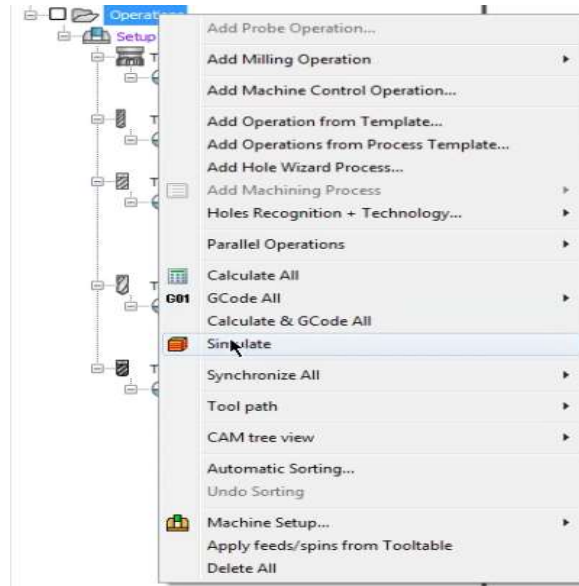 Operations
Setup
Add Probe Operation...
T
Add Milling Operation
Add Machine Control Operation...
T
Add Operation from Template...
Add Operations from Process Template...
Add Hole Wizard Process...
T
Add Machining Process
Holes Recognition + Technology...
Parallel Operations
T
Calculate All
G01 GCode All
Calculate & GCode All
Simulate
T
Synchronize All
Tool path
CAM tree view
Automatic Sorting...
Undo Sorting
Machine Setup...
Apply feeds/spins from Tooltable
Delete All